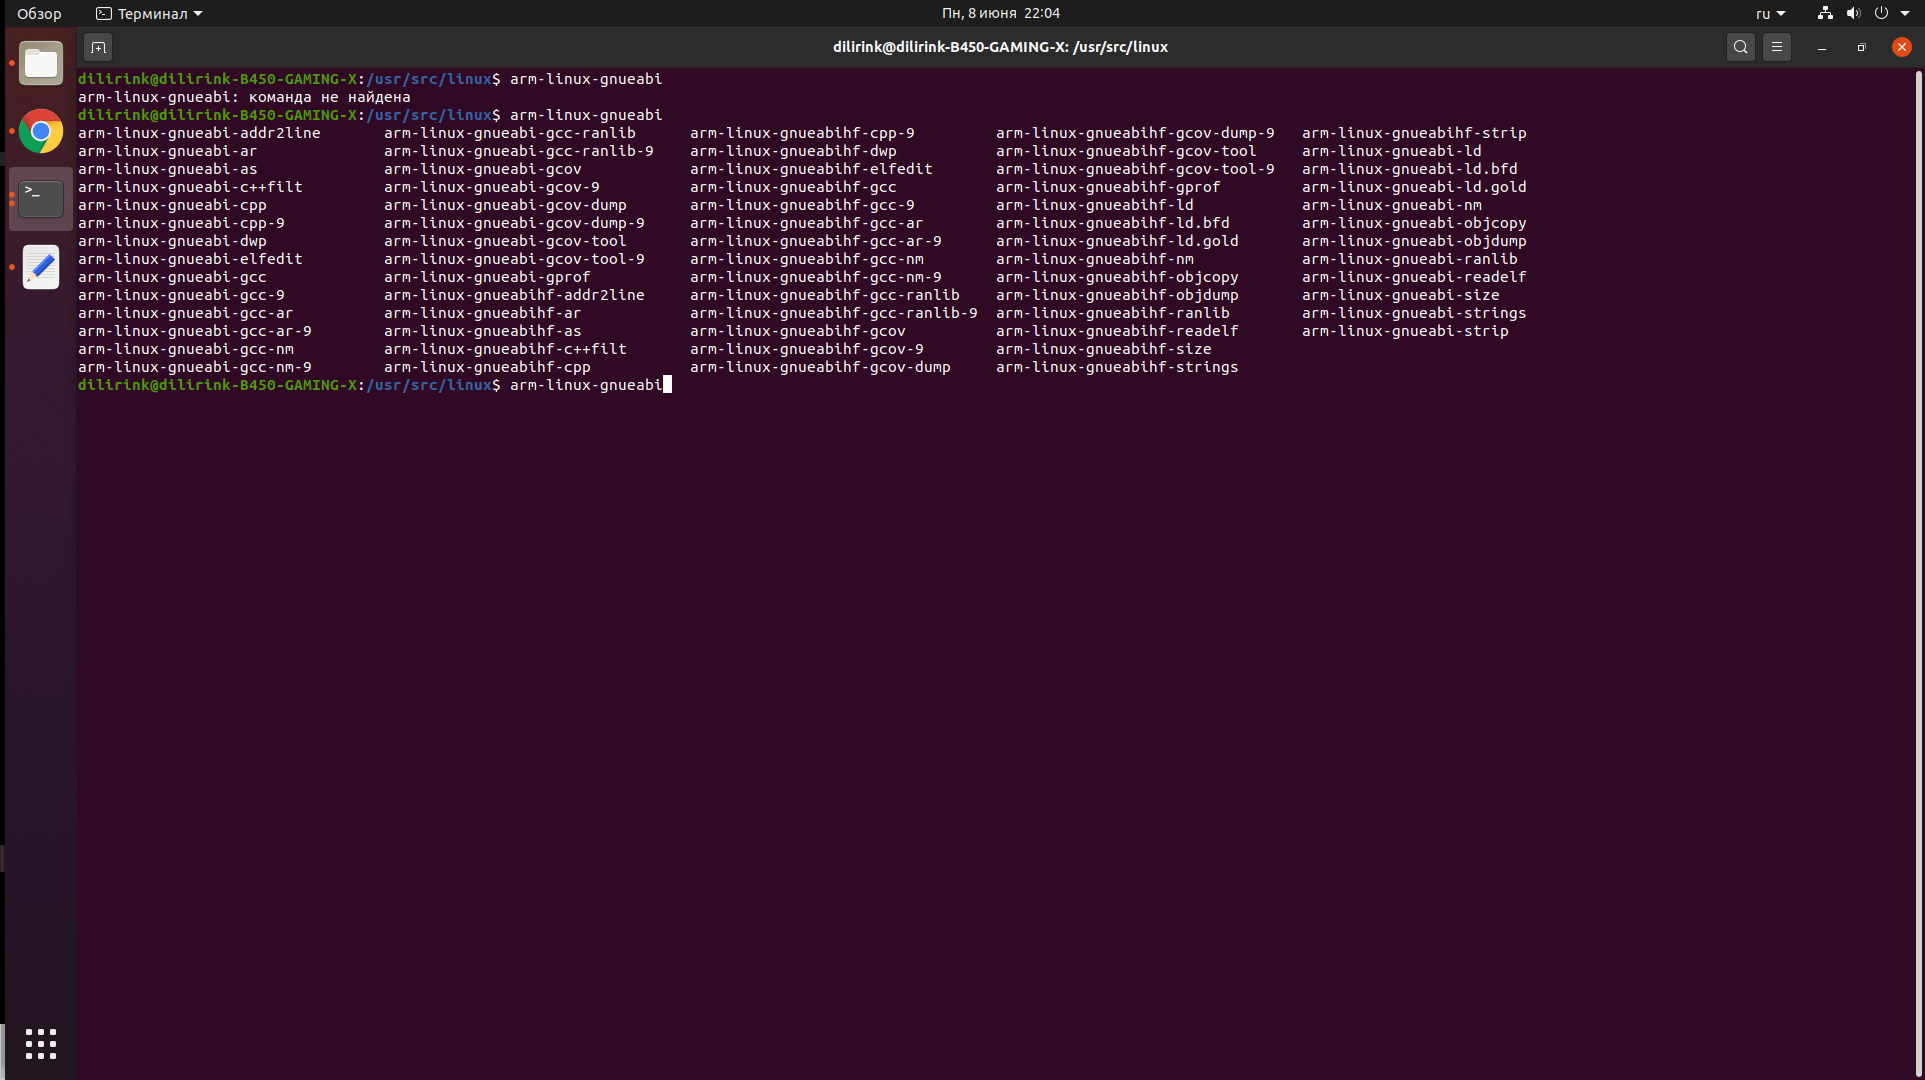 Обзор Терминал Пн, 8 июня 22:04 ru
dilirink@dilirink-B450-GAMING-X: /usr/src/linux
dilirink@dilirink-B450-GAMING-X:/usr/src/linux$ arm-linux-gnueabi
arm-linux-gnueabi: команда не найдена
dilirink@dilirink-B450-GAMING-X:/usr/src/linux$ arm-linux-gnueabi
arm-linux-gnueabi-addr2line arm-linux-gnueabi-gcc-ranlib arm-linux-gnueabihf-cpp-9 arm-linux-gnueabihf-gcov-dump-9 arm-linux-gnueabihf-strip
arm-linux-gnueabi-ar arm-linux-gnueabi-gcc-ranlib-9 arm-linux-gnueabihf-dwp arm-linux-gnueabihf-gcov-tool arm-linux-gnueabi-ld
arm-linux-gnueabi-as arm-linux-gnueabi-gcov arm-linux-gnueabihf-elfedit arm-linux-gnueabihf-gcov-tool-9 arm-linux-gnueabi-ld.bfd
arm-linux-gnueabi-c++filt arm-linux-gnueabi-gcov-9 arm-linux-gnueabihf-gcc arm-linux-gnueabihf-gprof arm-linux-gnueabi-ld.gold
arm-linux-gnueabi-cpp arm-linux-gnueabi-gcov-dump arm-linux-gnueabihf-gcc-9 arm-linux-gnueabihf-ld arm-linux-gnueabi-nm
arm-linux-gnueabi-cpp-9 arm-linux-gnueabi-gcov-dump-9 arm-linux-gnueabihf-gcc-ar arm-linux-gnueabihf-ld.bfd arm-linux-gnueabi-objcopy
arm-linux-gnueabi-dwp arm-linux-gnueabi-gcov-tool arm-linux-gnueabihf-gcc-ar-9 arm-linux-gnueabihf-ld.gold arm-linux-gnueabi-objdump
arm-linux-gnueabi-elfedit arm-linux-gnueabi-gcov-tool-9 arm-linux-gnueabihf-gcc-nm arm-linux-gnueabihf-nm arm-linux-gnueabi-ranlib
arm-linux-gnueabi-gcc arm-linux-gnueabi-gprof arm-linux-gnueabihf-gcc-nm-9 arm-linux-gnueabihf-objcopy arm-linux-gnueabi-readelf
arm-linux-gnueabi-gcc-9 arm-linux-gnueabihf-addr2line arm-linux-gnueabihf-gcc-ranlib arm-linux-gnueabihf-objdump arm-linux-gnueabi-size
arm-linux-gnueabi-gcc-ar arm-linux-gnueabihf-ar arm-linux-gnueabihf-gcc-ranlib-9 arm-linux-gnueabihf-ranlib arm-linux-gnueabi-strings
arm-linux-gnueabi-gcc-ar-9 arm-linux-gnueabihf-as arm-linux-gnueabihf-gcov arm-linux-gnueabihf-readelf arm-linux-gnueabi-strip
arm-linux-gnueabi-gcc-nm arm-linux-gnueabihf-c++filt arm-linux-gnueabihf-gcov-9 arm-linux-gnueabihf-size
arm-linux-gnueabi-gcc-nm-9 arm-linux-gnueabihf-cpp arm-linux-gnueabihf-gcov-dump arm-linux-gnueabihf-strings
dilirink@dilirink-B450-GAMING-X:/usr/src/linux$ arm-linux-gnueabi